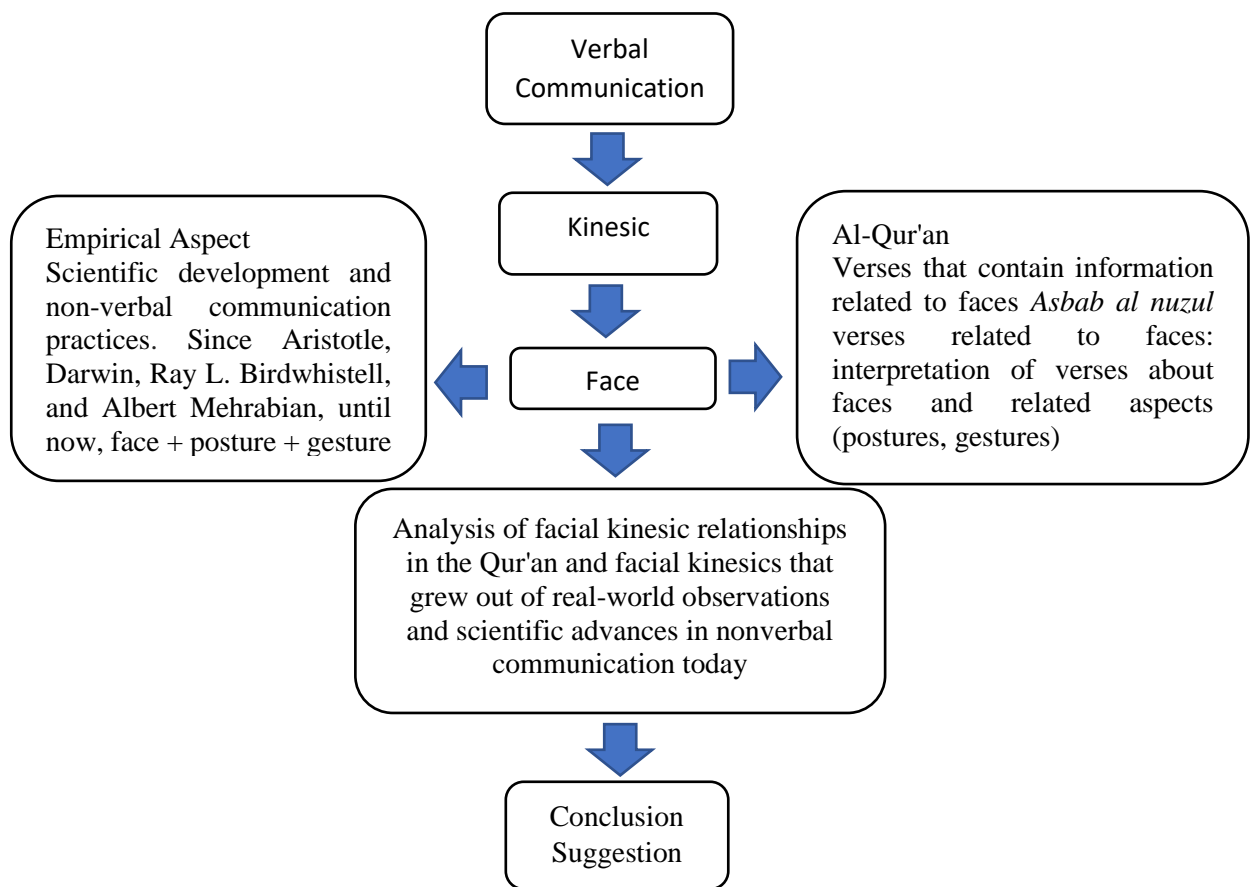 Verbal
Communication
Kinesic
Empirical Aspect
Scientific development and
non-verbal communication
practices. Since Aristotle,
Darwin, Ray L. Birdwhistell,
and Albert Mehrabian, until
now, face + posture + gesture
Face
Al-Qur'an
Verses that contain information
related to faces Asbab al nuzul
verses related to faces:
interpretation of verses about
faces and related aspects
(postures, gestures)
Analysis of facial kinesic relationships
in the Qur'an and facial kinesics that
grew out of real-world observations
and scientific advances in nonverbal
communication today
Conclusion
Suggestion